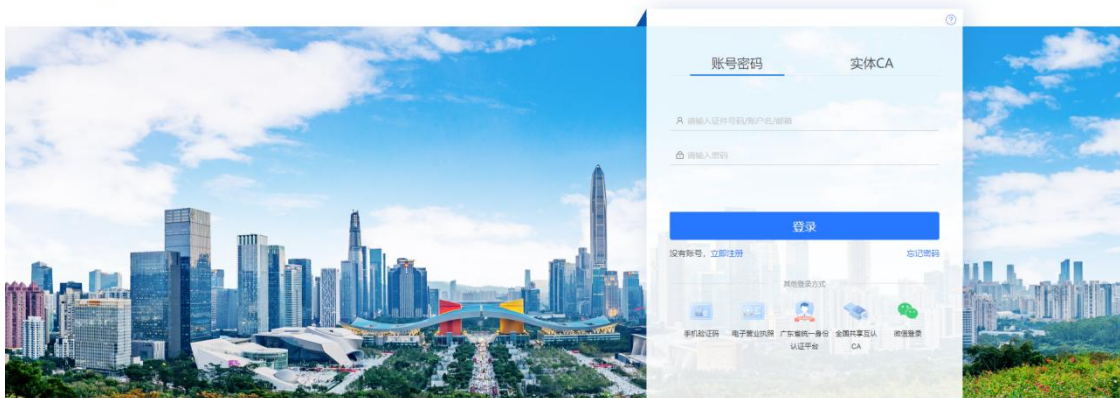 账号密码 实体CA
请输入证件号码/账户名/邮箱
请输入密码
登录
没有账号，立即注册 忘记密码
其他登录方式
手机验证码 电子营业执照 广东省统一身份认证平台 全国共享互认CA 微信登录